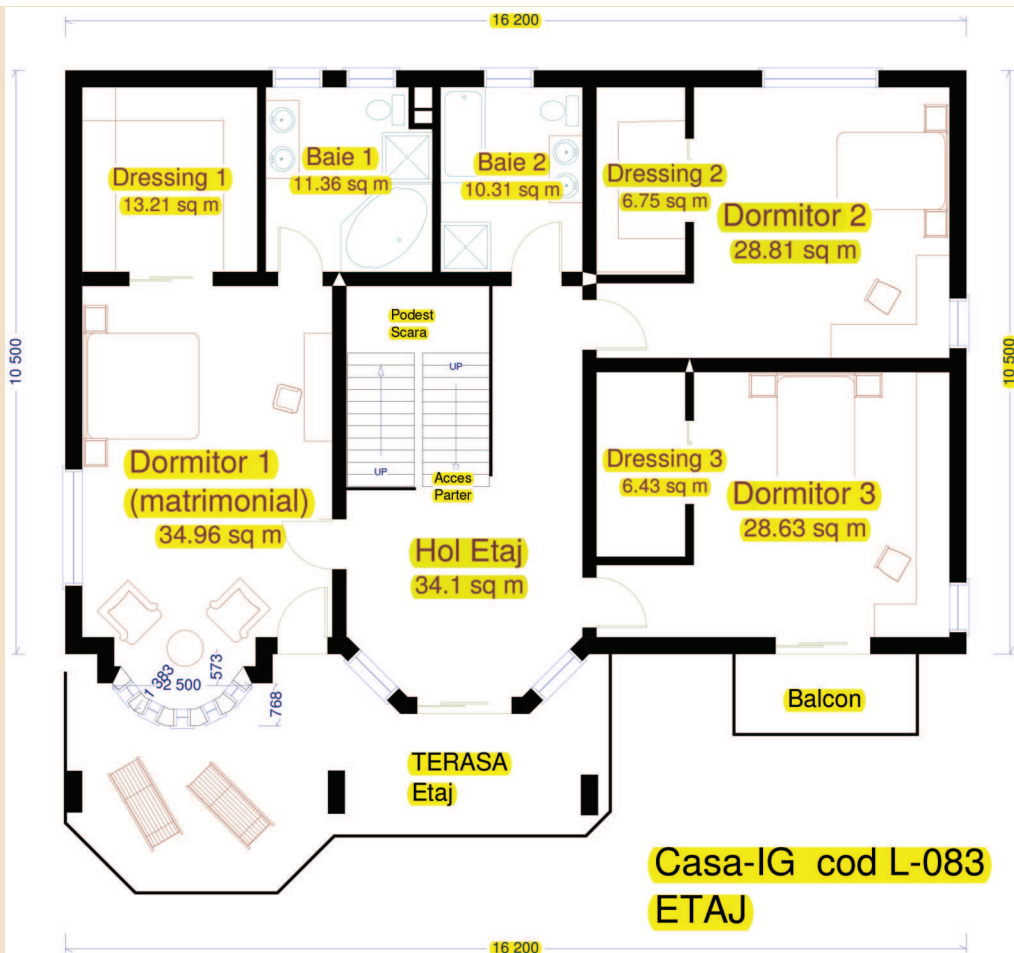 16 200
Baie 1
11.36 sq m
Baie 2
10.31 sq m
Dressing 1
13.21 sq m
Dressing 2
6.75 sq m
Dormitor 2
28.81 sq m
Podest
Scara
10 500
10 500
UP
UP
Dormitor 1
(matrimonial)
34.96 sq m
Acces
Parter
Dressing 3
6.43 sq m
Dormitor 3
28.63 sq m
Hol Etaj
34.1 sq m
1 383
2 500
573
768
Balcon
TERASA
Etaj
Casa-IG cod L-083
ETAJ
16 200